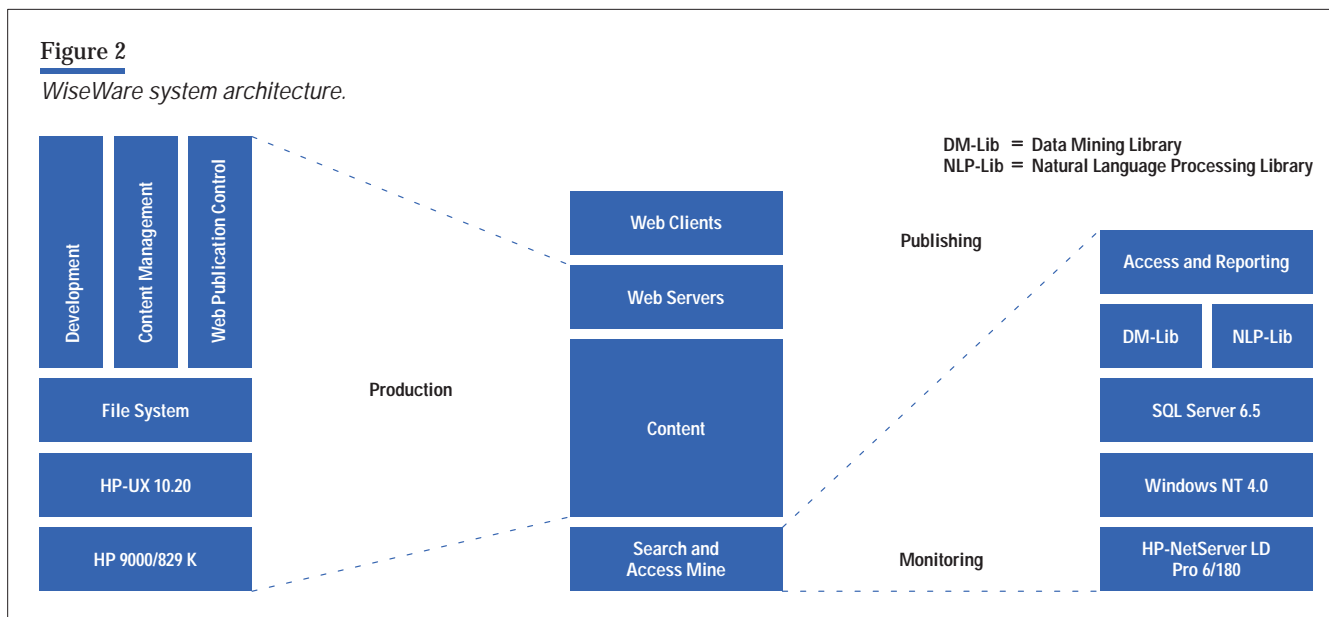 Figure 2
WiseWare system architecture.
DM-Lib = Data Mining Library
NLP-Lib = Natural Language Processing Library
Development
Content Management
Web Publication Control
File System
HP-UX 10.20
HP 9000/829 K
Production
Web Clients
Web Servers
Content
Search and
Access Mine
Publishing
Monitoring
Access and Reporting
DM-Lib
NLP-Lib
SQL Server 6.5
Windows NT 4.0
HP-NetServer LD
Pro 6/180